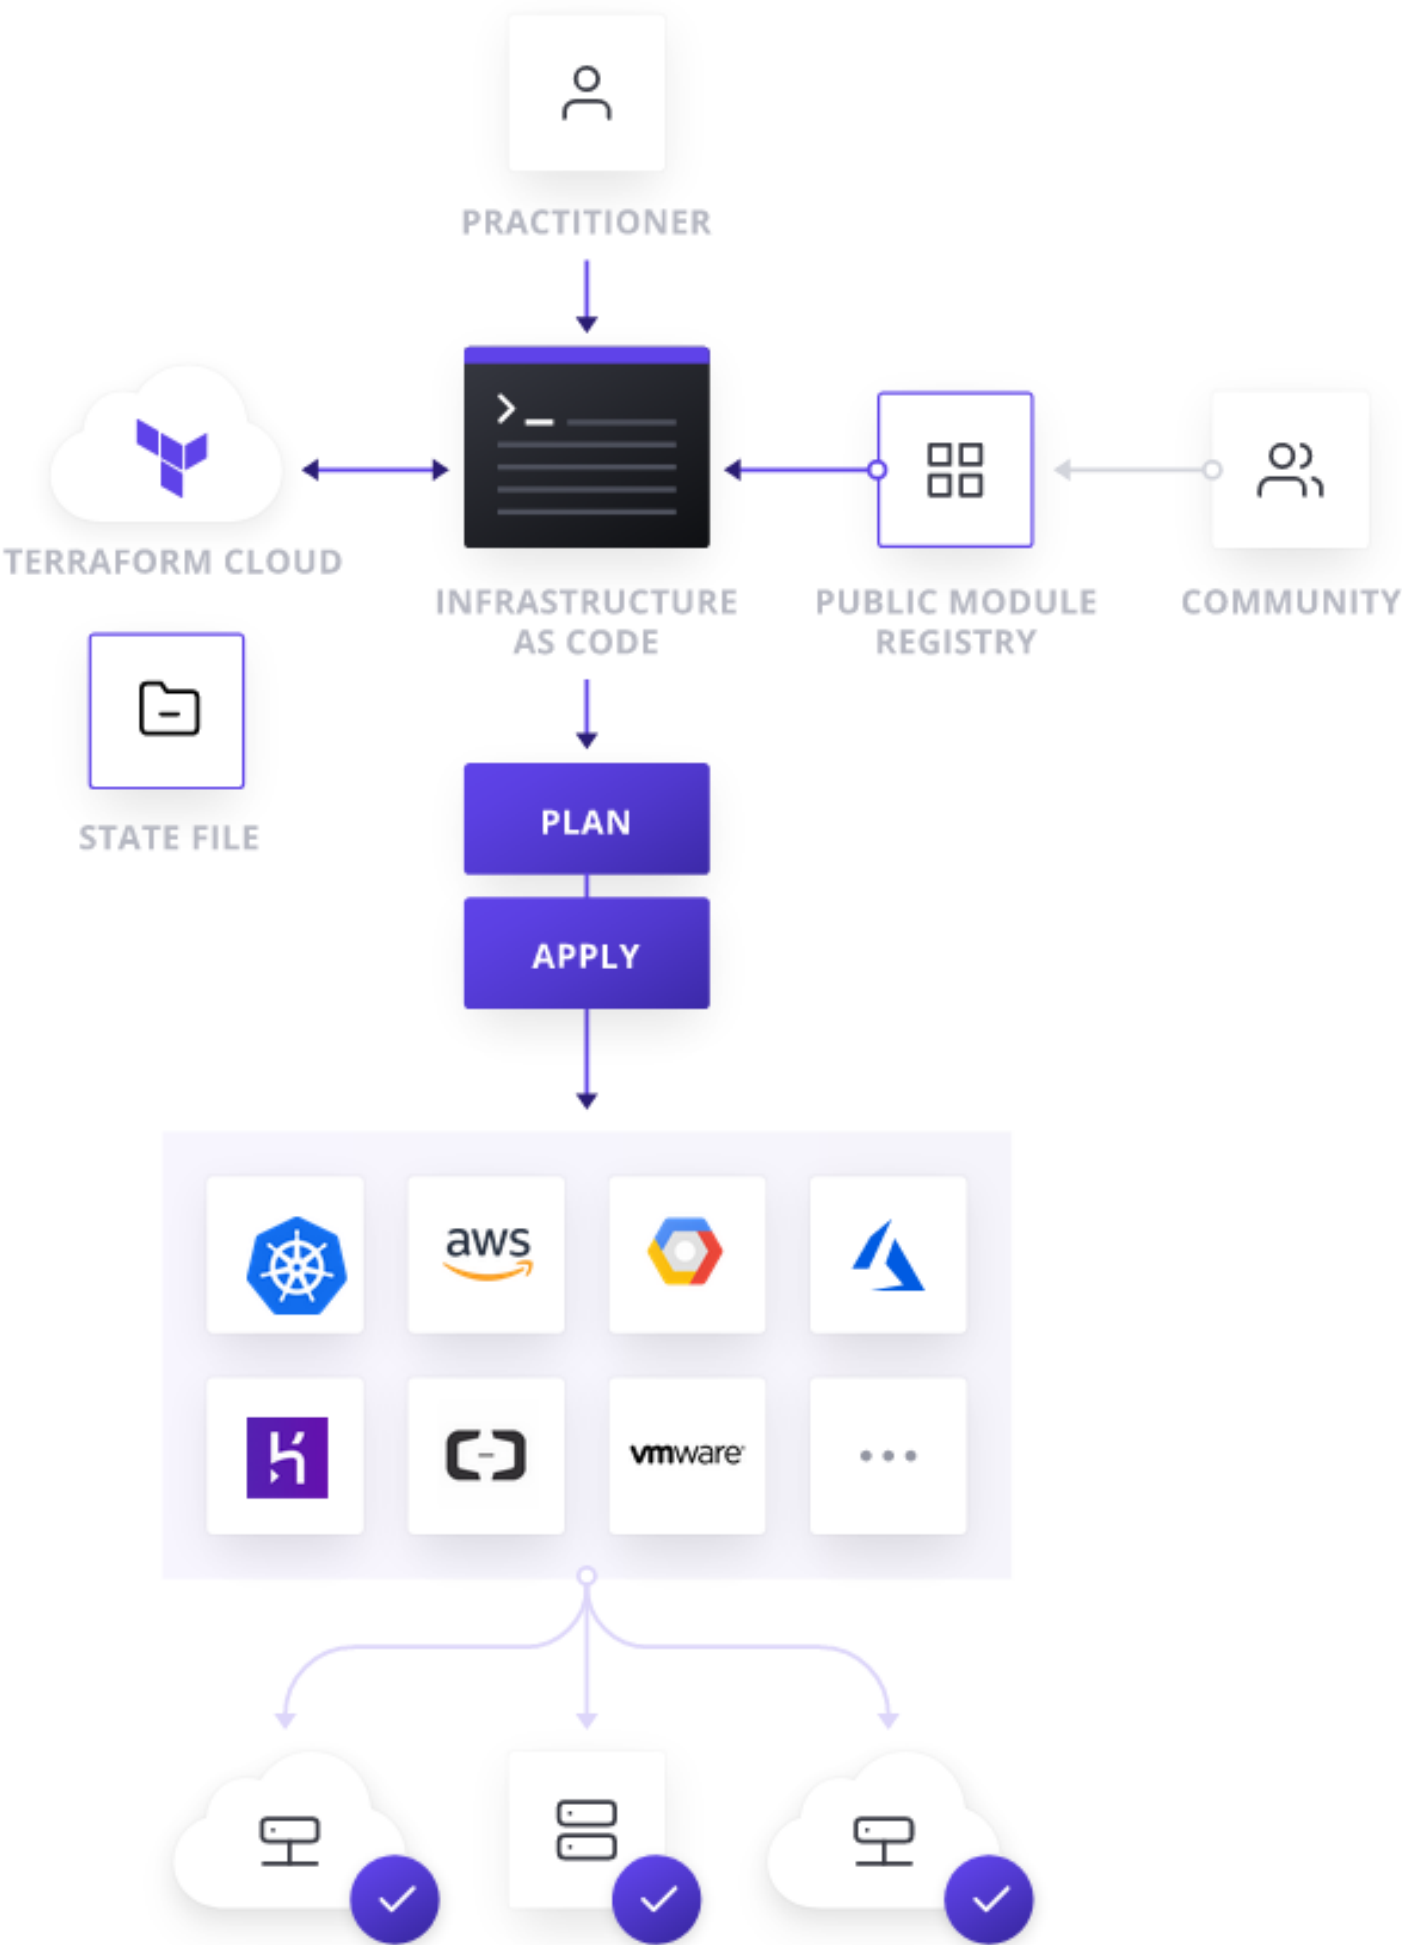 PRACTITIONER
TERRAFORM CLOUD
INFRASTRUCTURE
AS CODE
PUBLIC MODULE
REGISTRY
COMMUNITY
STATE FILE
PLAN
APPLY
aws
vmware